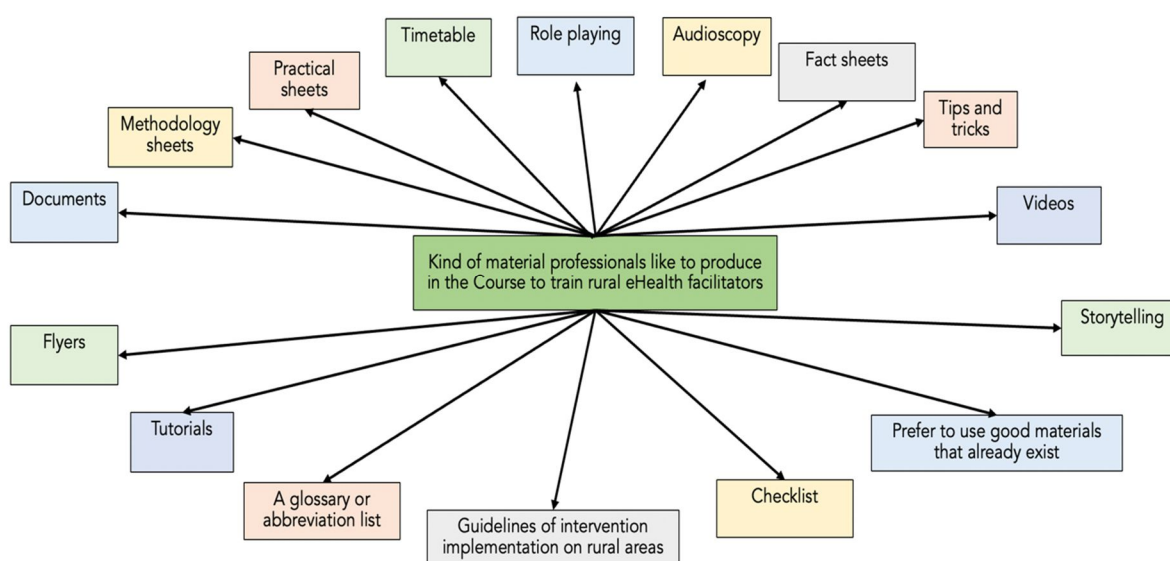 Timetable
Role playing
Audioscopy
Fact sheets
Practical
sheets
Tips and
tricks
Methodology
sheets
Documents
Videos
Kind of material professionals like to produce
in the Course to train rural eHealth facilitators
Storytelling
Flyers
Tutorials
Prefer to use good materials
that already exist
A glossary or
abbreviation list
Checklist
Guidelines of intervention
implementation on rural areas